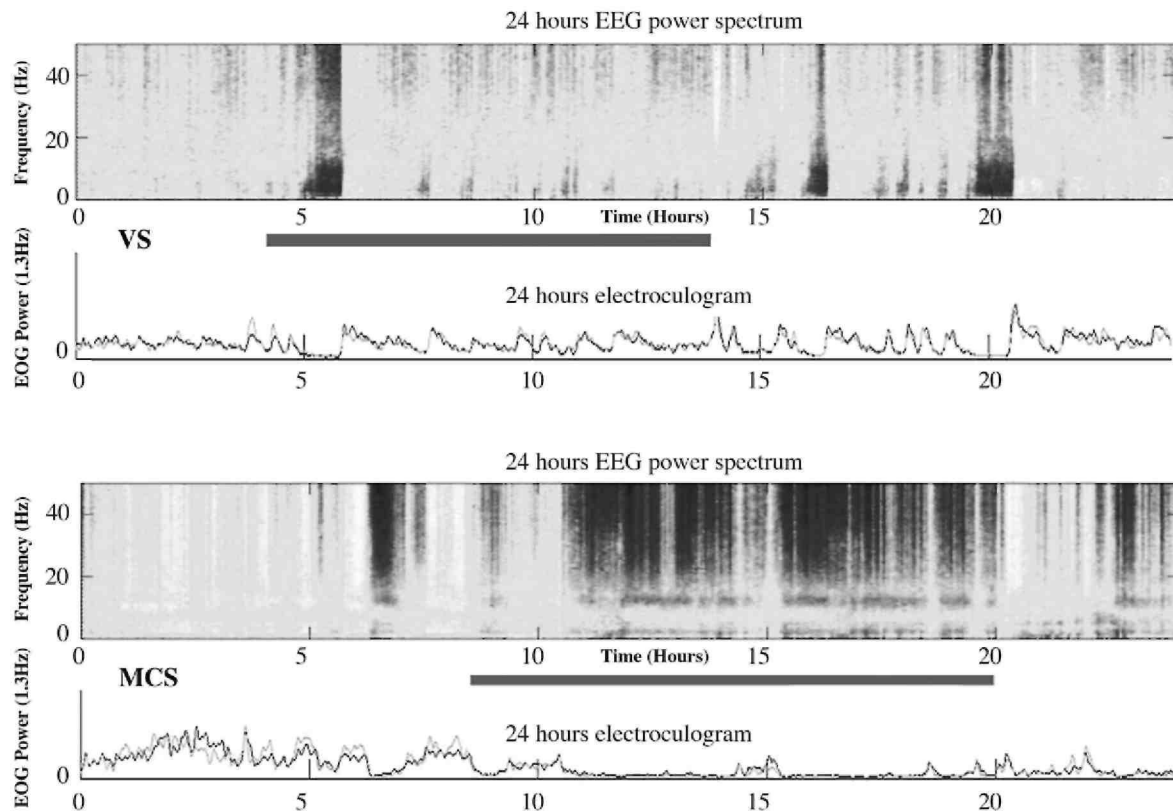 24 hours EEG power spectrum
Frequency (Hz)
40
20
0
0 5 10 Time (Hours) 15 20
VS
EOG Power (1.3Hz)
24 hours electroculogram
0
0 5 10 15 20
24 hours EEG power spectrum
Frequency (Hz)
40
20
0
0 5 10 Time (Hours) 15 20
MCS
EOG Power (1.3Hz)
24 hours electroculogram
0
0 5 10 15 20